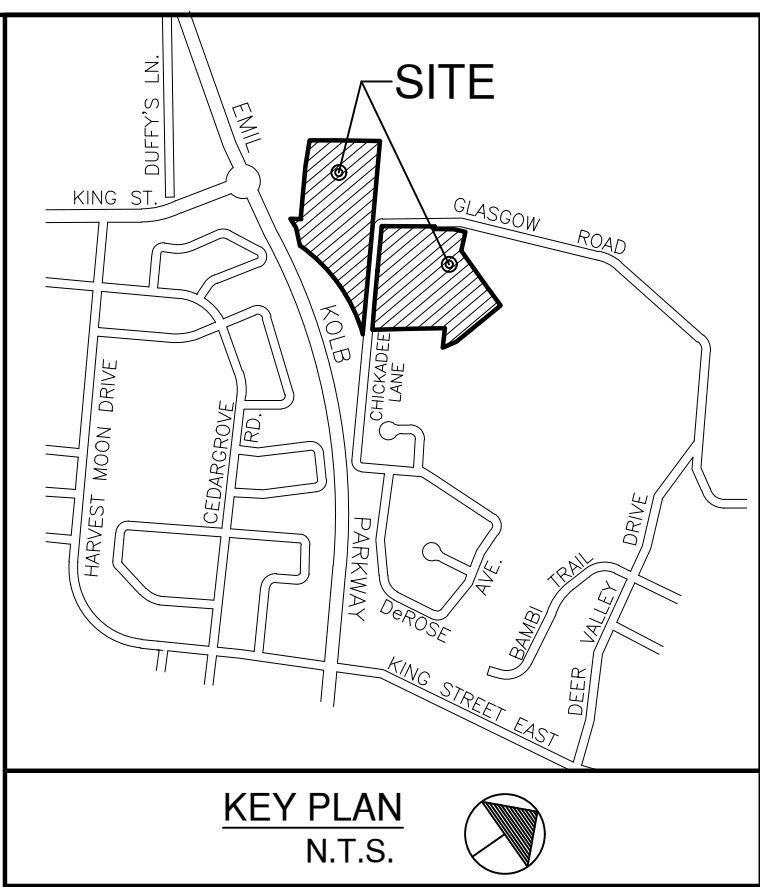 DUFFY'S LN.
EMIL
SITE
KING ST.
GLASGOW
ROAD
KOLB
CHICKADEE
LANE
HARVEST MOON DRIVE
CEDARGROVE
RD.
PARKWAY
DRIVE
AVE.
TRAIL
DeROSE
BAMBI
VALLEY
DEER
KING STREET EAST
KEY PLAN
N.T.S.